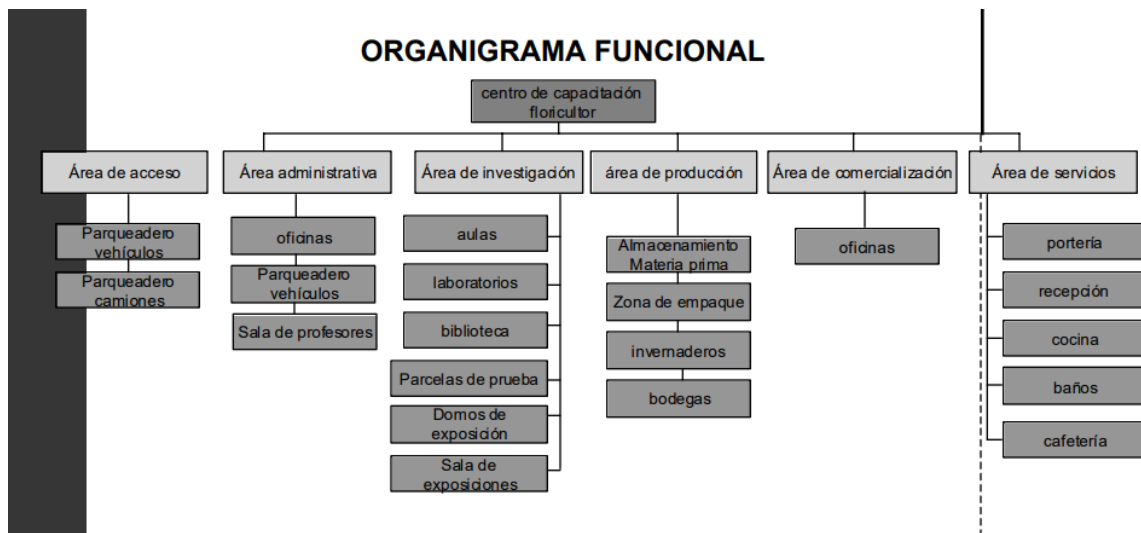 ORGANIGRAMA FUNCIONAL
centro de capacitación
floricultor
Área de acceso
Área administrativa
Área de investigación
área de producción
Área de comercialización
Área de servicios
Parqueadero
vehículos
Parqueadero
camiones
oficinas
Parqueadero
vehículos
Sala de profesores
aulas
laboratorios
biblioteca
Parcelas de prueba
Domos de
exposición
Sala de
exposiciones
Almacenamiento
Materia prima
Zona de empaque
invernaderos
bodegas
oficinas
portería
recepción
cocina
baños
cafetería